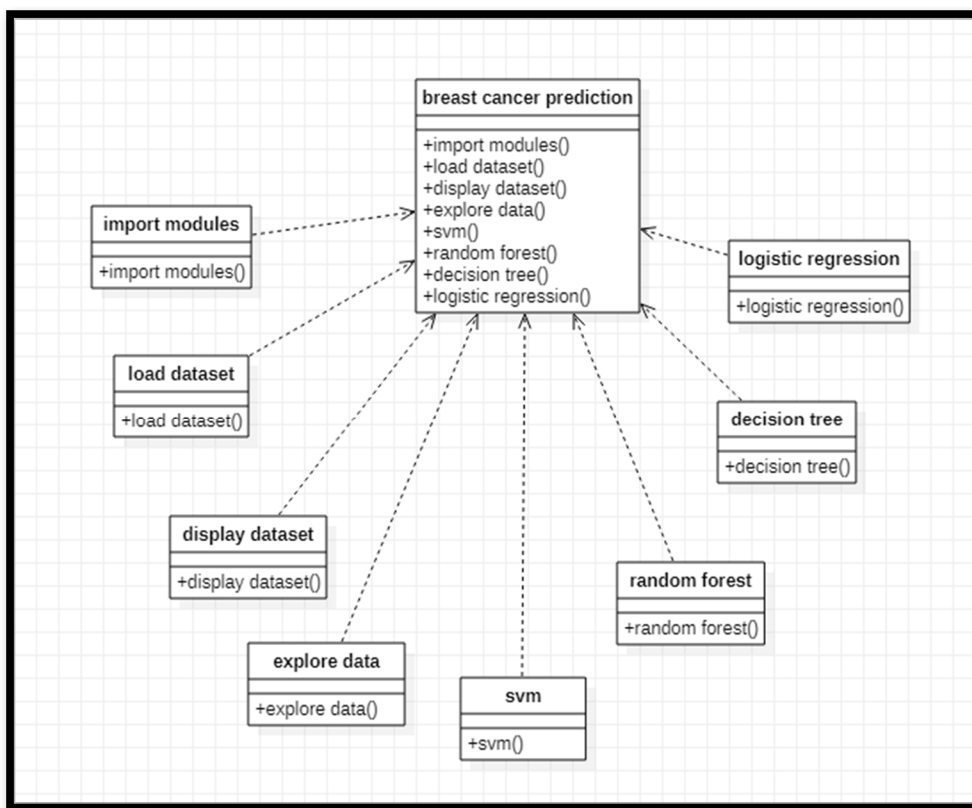 breast cancer prediction
+import modules()
+load dataset()
+display dataset()
+explore data()
+svm()
+random forest()
+decision tree()
+logistic regression()
import modules
+import modules()
logistic regression
+logistic regression()
load dataset
+load dataset()
decision tree
+decision tree()
display dataset
+display dataset()
random forest
+random forest()
explore data
+explore data()
svm
+svm()